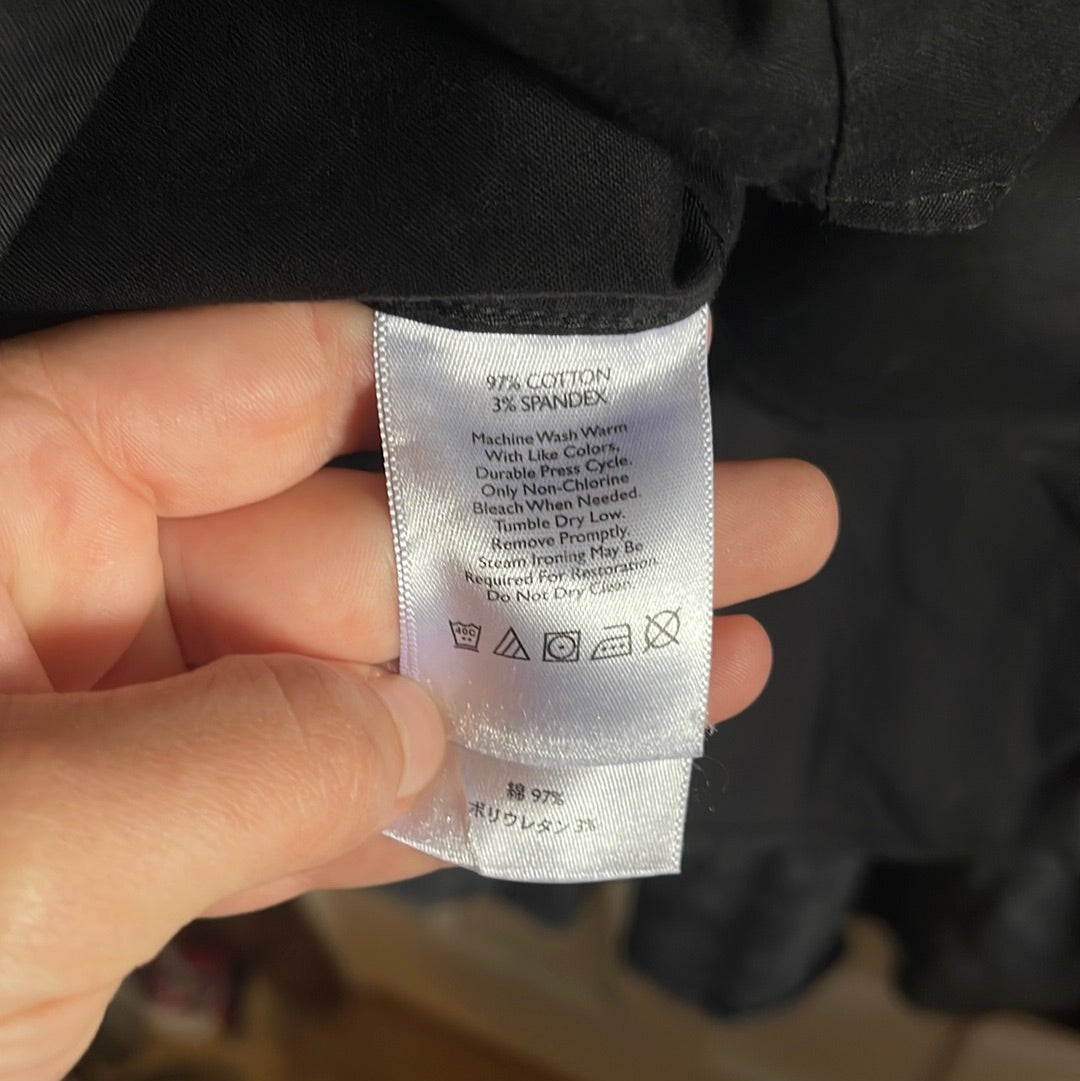 97% COTTON
3% SPANDEX
Machine Wash Warm
With Like Colors,
Durable Press Cycle.
Only Non-Chlorine
Bleach When Needed.
Tumble Dry Low.
Remove Promptly.
Steam Ironing May Be
Required For Restoration.
Do Not Dry Clean.
40C
綿 97%
ポリウレタン 3%